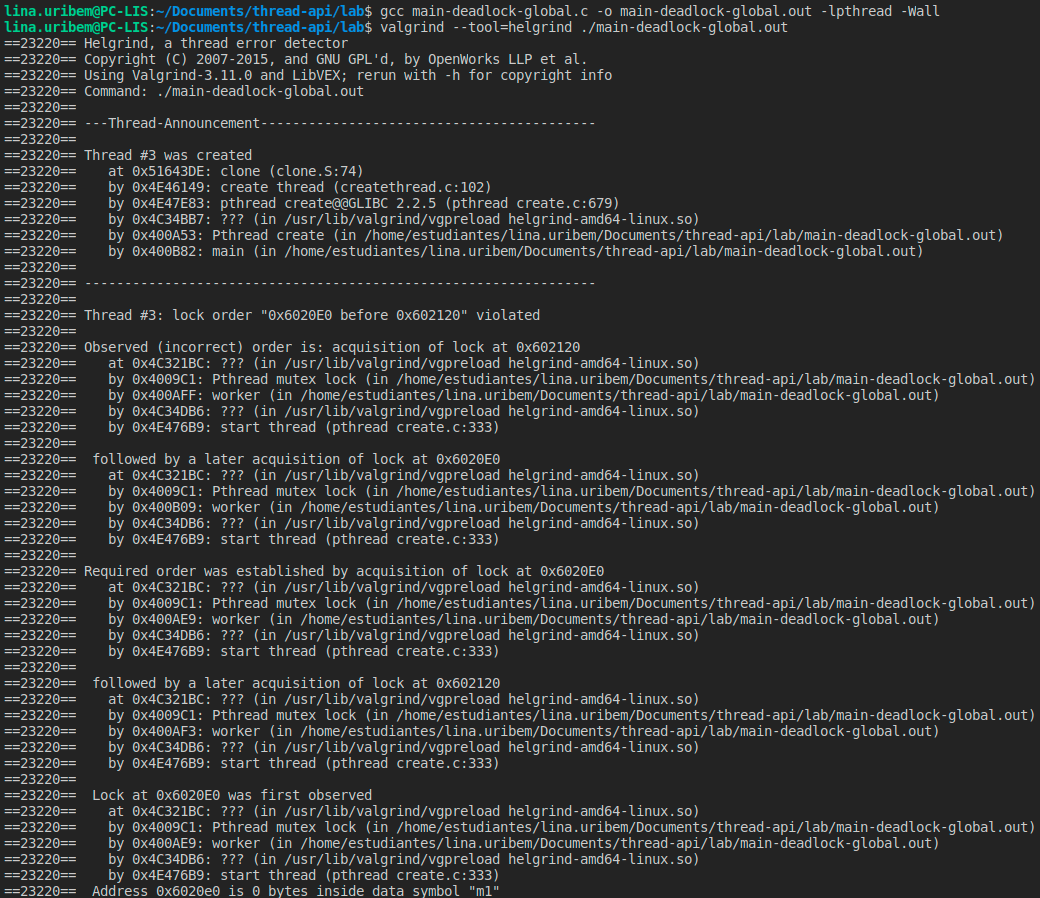 lina.uribem@PC-LIS:~/Documents/thread-api/lab$ gcc main-deadlock-global.c -o main-deadlock-global.out -lpthread -Wall
lina.uribem@PC-LIS:~/Documents/thread-api/lab$ valgrind --tool=helgrind ./main-deadlock-global.out
==23220== Helgrind, a thread error detector
==23220== Copyright (C) 2007-2015, and GNU GPL'd, by OpenWorks LLP et al.
==23220== Using Valgrind-3.11.0 and LibVEX; rerun with -h for copyright info
==23220== Command: ./main-deadlock-global.out
==23220==
==23220== ---Thread-Announcement------------------------------------------
==23220==
==23220== Thread #3 was created
==23220==    at 0x51643DE: clone (clone.S:74)
==23220==    by 0x4E46149: create thread (createthread.c:102)
==23220==    by 0x4E47E83: pthread create@@GLIBC 2.2.5 (pthread create.c:679)
==23220==    by 0x4C34BB7: ??? (in /usr/lib/valgrind/vgpreload helgrind-amd64-linux.so)
==23220==    by 0x400A53: Pthread create (in /home/estudiantes/lina.uribem/Documents/thread-api/lab/main-deadlock-global.out)
==23220==    by 0x400B82: main (in /home/estudiantes/lina.uribem/Documents/thread-api/lab/main-deadlock-global.out)
==23220==
==23220== ----------------------------------------------------------------
==23220==
==23220== Thread #3: lock order "0x6020E0 before 0x602120" violated
==23220==
==23220== Observed (incorrect) order is: acquisition of lock at 0x602120
==23220==    at 0x4C321BC: ??? (in /usr/lib/valgrind/vgpreload helgrind-amd64-linux.so)
==23220==    by 0x4009C1: Pthread mutex lock (in /home/estudiantes/lina.uribem/Documents/thread-api/lab/main-deadlock-global.out)
==23220==    by 0x400AFF: worker (in /home/estudiantes/lina.uribem/Documents/thread-api/lab/main-deadlock-global.out)
==23220==    by 0x4C34DB6: ??? (in /usr/lib/valgrind/vgpreload helgrind-amd64-linux.so)
==23220==    by 0x4E476B9: start thread (pthread create.c:333)
==23220==
==23220==  followed by a later acquisition of lock at 0x6020E0
==23220==    at 0x4C321BC: ??? (in /usr/lib/valgrind/vgpreload helgrind-amd64-linux.so)
==23220==    by 0x4009C1: Pthread mutex lock (in /home/estudiantes/lina.uribem/Documents/thread-api/lab/main-deadlock-global.out)
==23220==    by 0x400B09: worker (in /home/estudiantes/lina.uribem/Documents/thread-api/lab/main-deadlock-global.out)
==23220==    by 0x4C34DB6: ??? (in /usr/lib/valgrind/vgpreload helgrind-amd64-linux.so)
==23220==    by 0x4E476B9: start thread (pthread create.c:333)
==23220==
==23220== Required order was established by acquisition of lock at 0x6020E0
==23220==    at 0x4C321BC: ??? (in /usr/lib/valgrind/vgpreload helgrind-amd64-linux.so)
==23220==    by 0x4009C1: Pthread mutex lock (in /home/estudiantes/lina.uribem/Documents/thread-api/lab/main-deadlock-global.out)
==23220==    by 0x400AE9: worker (in /home/estudiantes/lina.uribem/Documents/thread-api/lab/main-deadlock-global.out)
==23220==    by 0x4C34DB6: ??? (in /usr/lib/valgrind/vgpreload helgrind-amd64-linux.so)
==23220==    by 0x4E476B9: start thread (pthread create.c:333)
==23220==
==23220==  followed by a later acquisition of lock at 0x602120
==23220==    at 0x4C321BC: ??? (in /usr/lib/valgrind/vgpreload helgrind-amd64-linux.so)
==23220==    by 0x4009C1: Pthread mutex lock (in /home/estudiantes/lina.uribem/Documents/thread-api/lab/main-deadlock-global.out)
==23220==    by 0x400AF3: worker (in /home/estudiantes/lina.uribem/Documents/thread-api/lab/main-deadlock-global.out)
==23220==    by 0x4C34DB6: ??? (in /usr/lib/valgrind/vgpreload helgrind-amd64-linux.so)
==23220==    by 0x4E476B9: start thread (pthread create.c:333)
==23220==
==23220==  Lock at 0x6020E0 was first observed
==23220==    at 0x4C321BC: ??? (in /usr/lib/valgrind/vgpreload helgrind-amd64-linux.so)
==23220==    by 0x4009C1: Pthread mutex lock (in /home/estudiantes/lina.uribem/Documents/thread-api/lab/main-deadlock-global.out)
==23220==    by 0x400AE9: worker (in /home/estudiantes/lina.uribem/Documents/thread-api/lab/main-deadlock-global.out)
==23220==    by 0x4C34DB6: ??? (in /usr/lib/valgrind/vgpreload helgrind-amd64-linux.so)
==23220==    by 0x4E476B9: start thread (pthread create.c:333)
==23220==  Address 0x6020e0 is 0 bytes inside data symbol "m1"